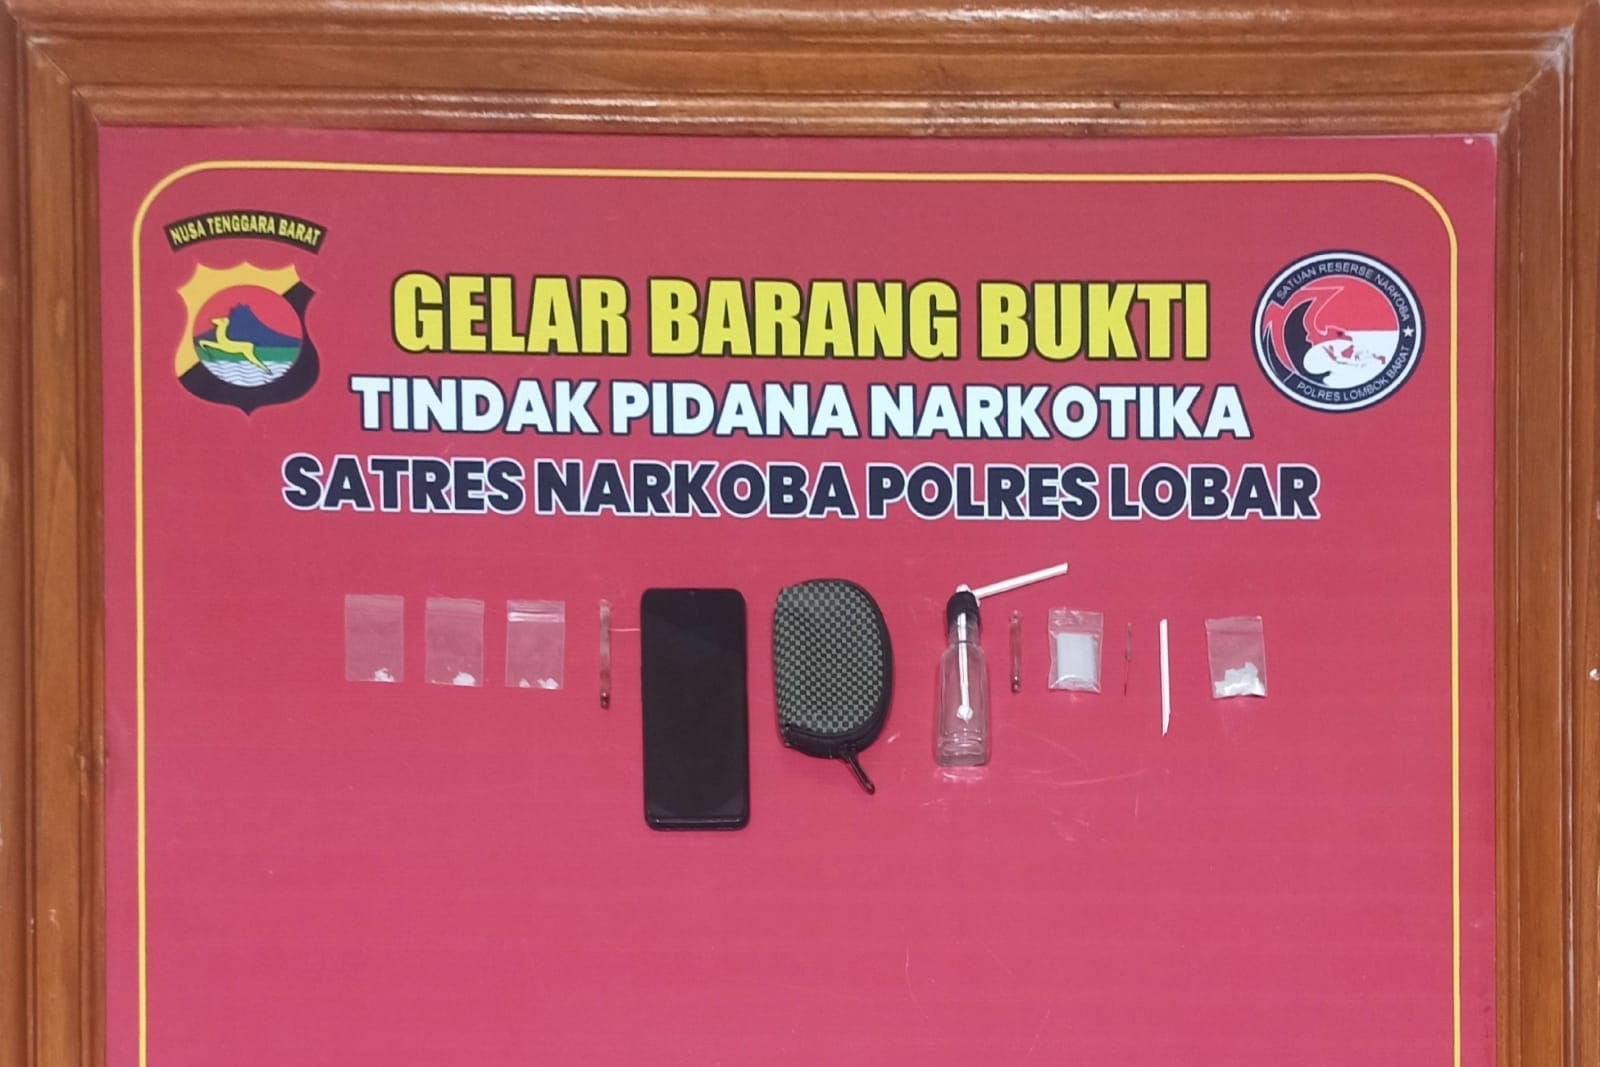 NUSA TENGGARA BARAT
GELAR BARANG BUKTI
TINDAK PIDANA NARKOTIKA
SATRES NARKOBA POLRES LOBAR
SATUAN RESERSE NARKOBA
POLRES LOMBOK BARAT